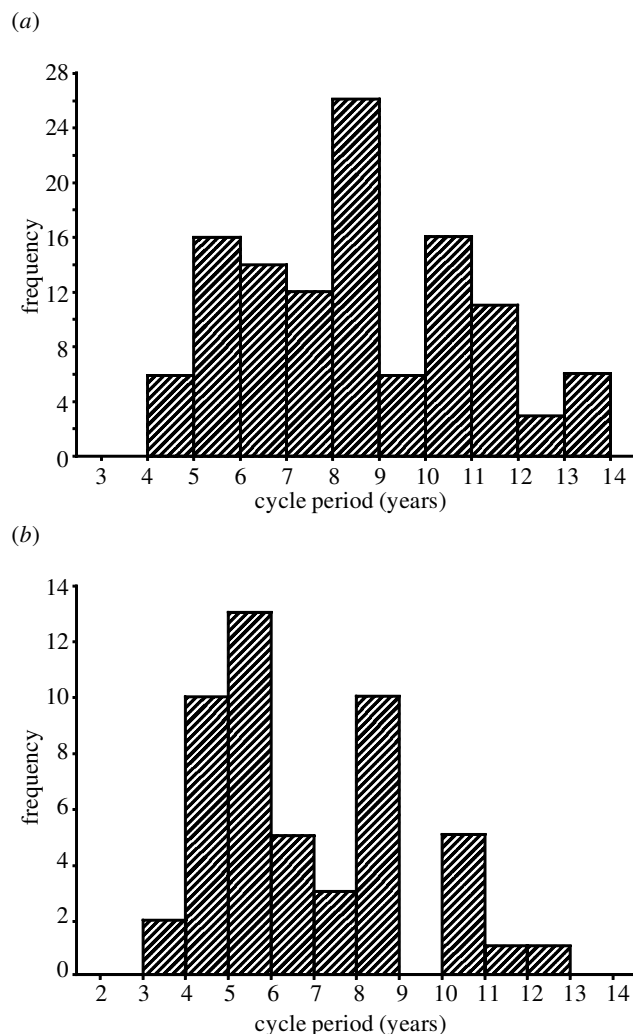 (a)
28
24
20
16
12
8
4
0
frequency
3 4 5 6 7 8 9 10 11 12 13 14
cycle period (years)
(b)
14
12
10
8
6
4
2
0
frequency
2 3 4 5 6 7 8 9 10 11 12 13 14
cycle period (years)